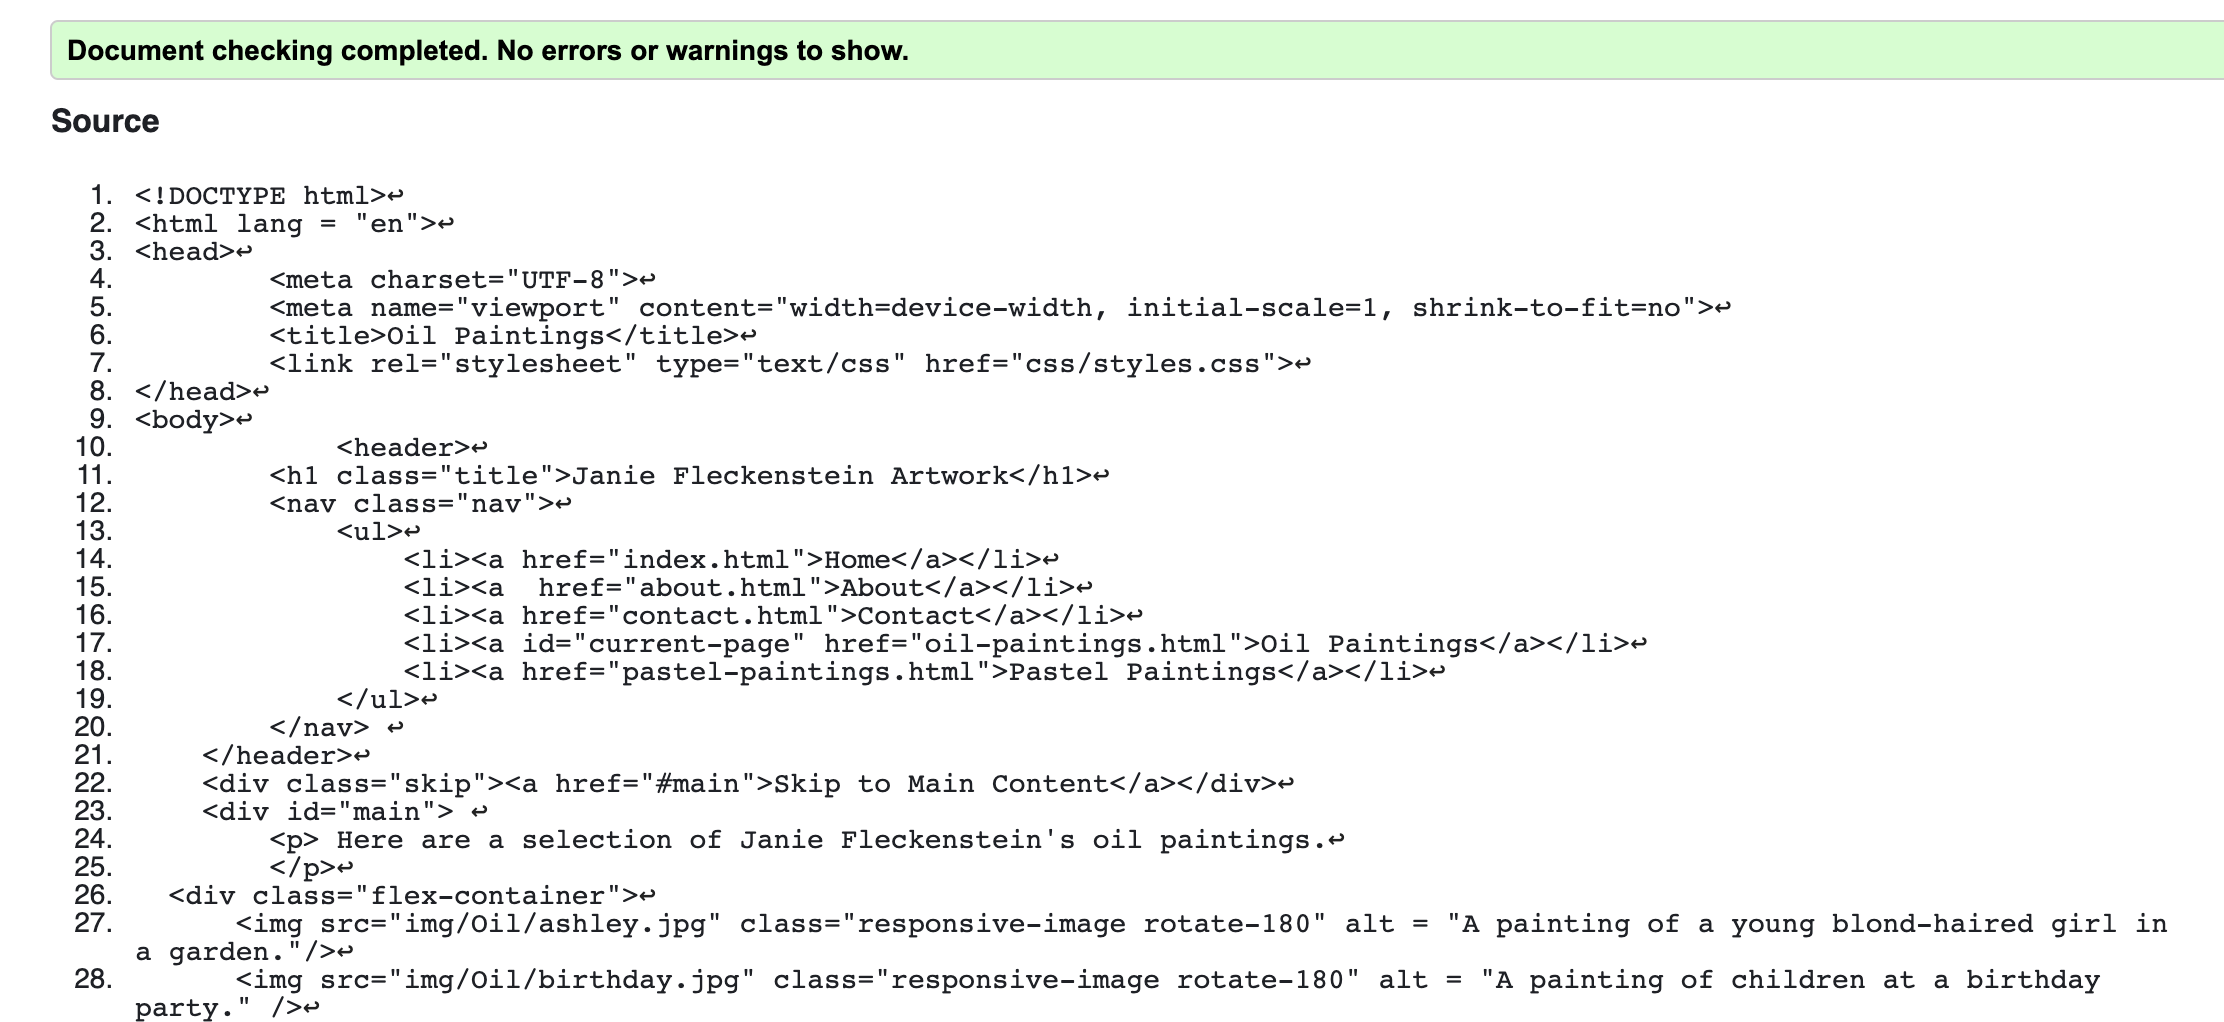 Document checking completed. No errors or warnings to show.
Source
1. <!DOCTYPE html>↩
2. <html lang = "en">↩
3. <head>↩
4.         <meta charset="UTF-8">↩
5.         <meta name="viewport" content="width=device-width, initial-scale=1, shrink-to-fit=no">↩
6.         <title>Oil Paintings</title>↩
7.         <link rel="stylesheet" type="text/css" href="css/styles.css">↩
8. </head>↩
9. <body>↩
10.             <header>↩
11.         <h1 class="title">Janie Fleckenstein Artwork</h1>↩
12.         <nav class="nav">↩
13.             <ul>↩
14.                 <li><a href="index.html">Home</a></li>↩
15.                 <li><a  href="about.html">About</a></li>↩
16.                 <li><a href="contact.html">Contact</a></li>↩
17.                 <li><a id="current-page" href="oil-paintings.html">Oil Paintings</a></li>↩
18.                 <li><a href="pastel-paintings.html">Pastel Paintings</a></li>↩
19.             </ul>↩
20.         </nav> ↩
21.     </header>↩
22.     <div class="skip"><a href="#main">Skip to Main Content</a></div>↩
23.     <div id="main"> ↩
24.         <p> Here are a selection of Janie Fleckenstein's oil paintings.↩
25.         </p>↩
26.   <div class="flex-container">↩
27.       <img src="img/Oil/ashley.jpg" class="responsive-image rotate-180" alt = "A painting of a young blond-haired girl in
a garden."/>↩
28.       <img src="img/Oil/birthday.jpg" class="responsive-image rotate-180" alt = "A painting of children at a birthday
party." />↩